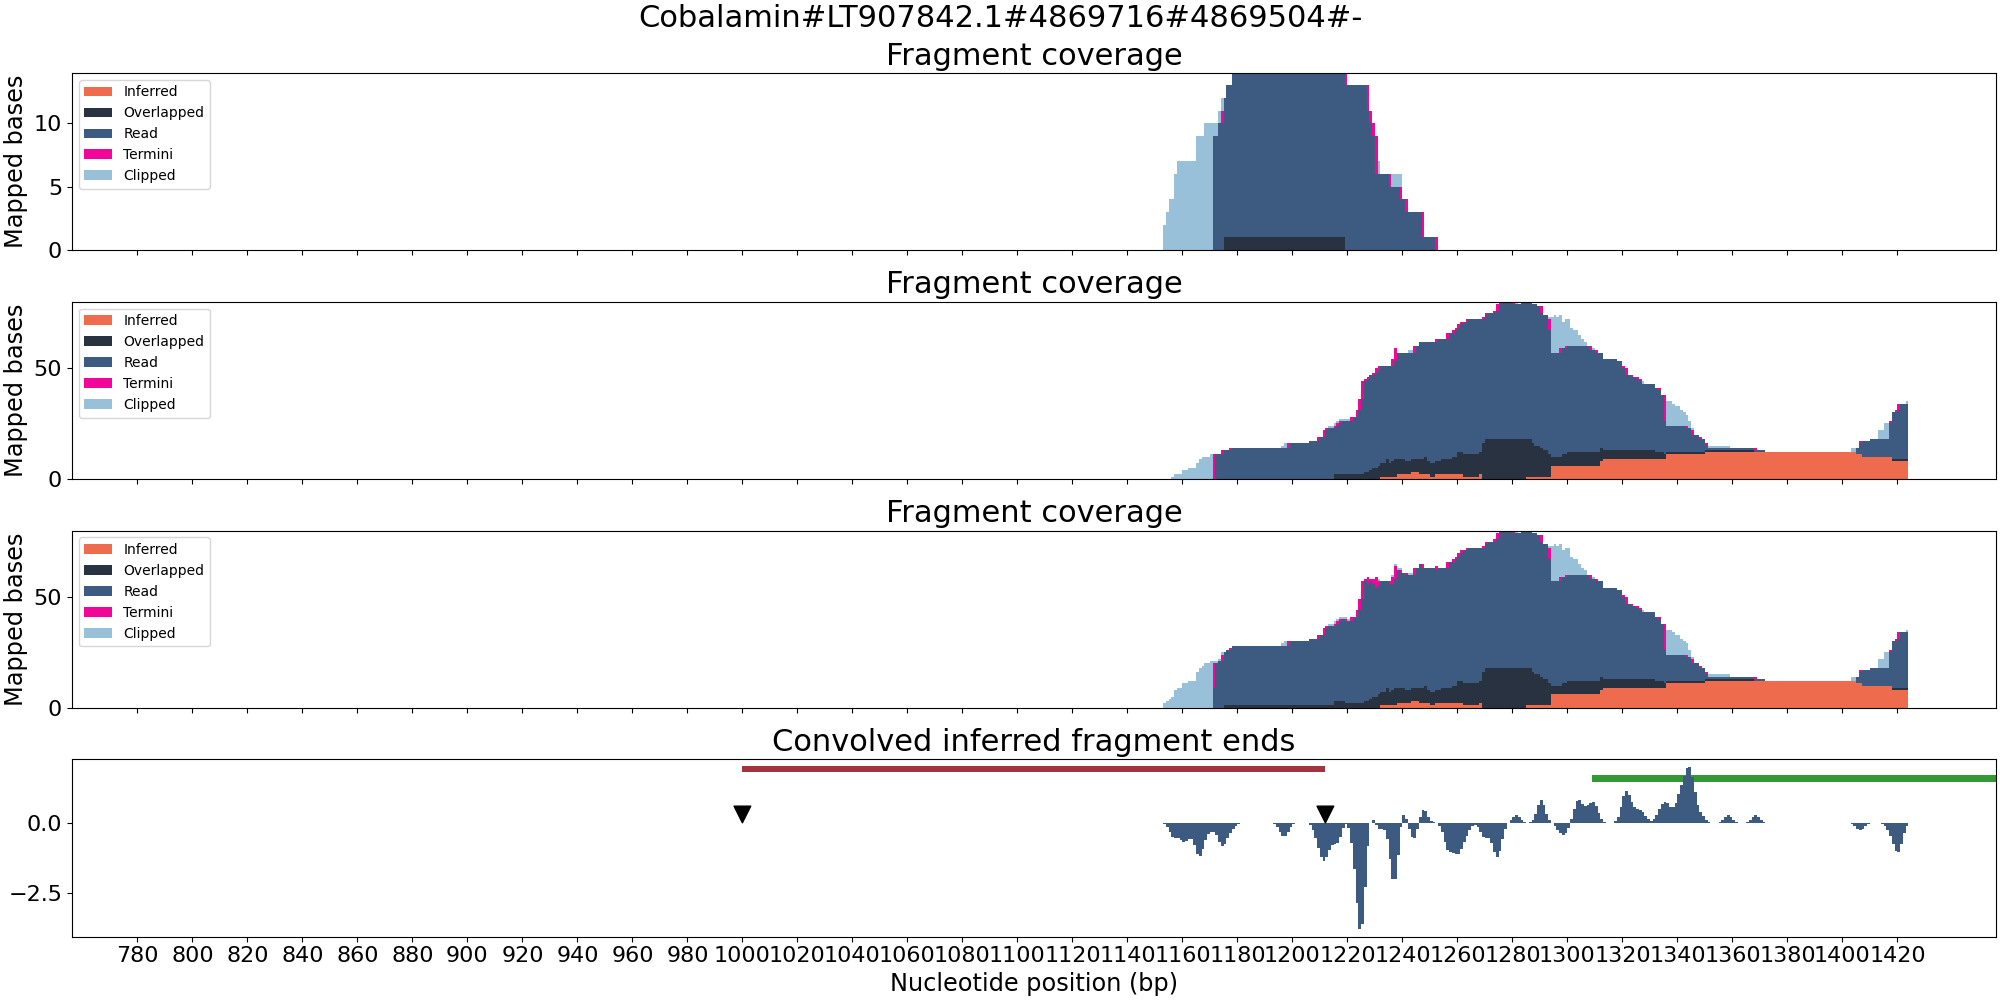 Cobalamin#LT907842.1#4869716#4869504#-
Fragment coverage
Mapped bases
10
5
0
Inferred
Overlapped
Read
Termini
Clipped
Fragment coverage
Mapped bases
50
0
Inferred
Overlapped
Read
Termini
Clipped
Fragment coverage
Mapped bases
50
0
Inferred
Overlapped
Read
Termini
Clipped
Convolved inferred fragment ends
0.0
−2.5
780 800 820 840 860 880 900 920 940 960 980 1000 1020 1040 1060 1080 1100 1120 1140 1160 1180 1200 1220 1240 1260 1280 1300 1320 1340 1360 1380 1400 1420
Nucleotide position (bp)